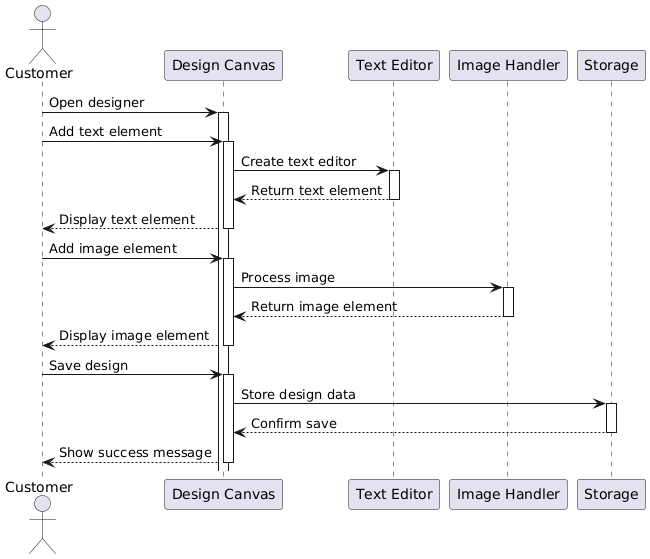 Customer
Design Canvas
Text Editor
Image Handler
Storage
Open designer
Add text element
Create text editor
Return text element
Display text element
Add image element
Process image
Return image element
Display image element
Save design
Store design data
Confirm save
Show success message
Customer
Design Canvas
Text Editor
Image Handler
Storage